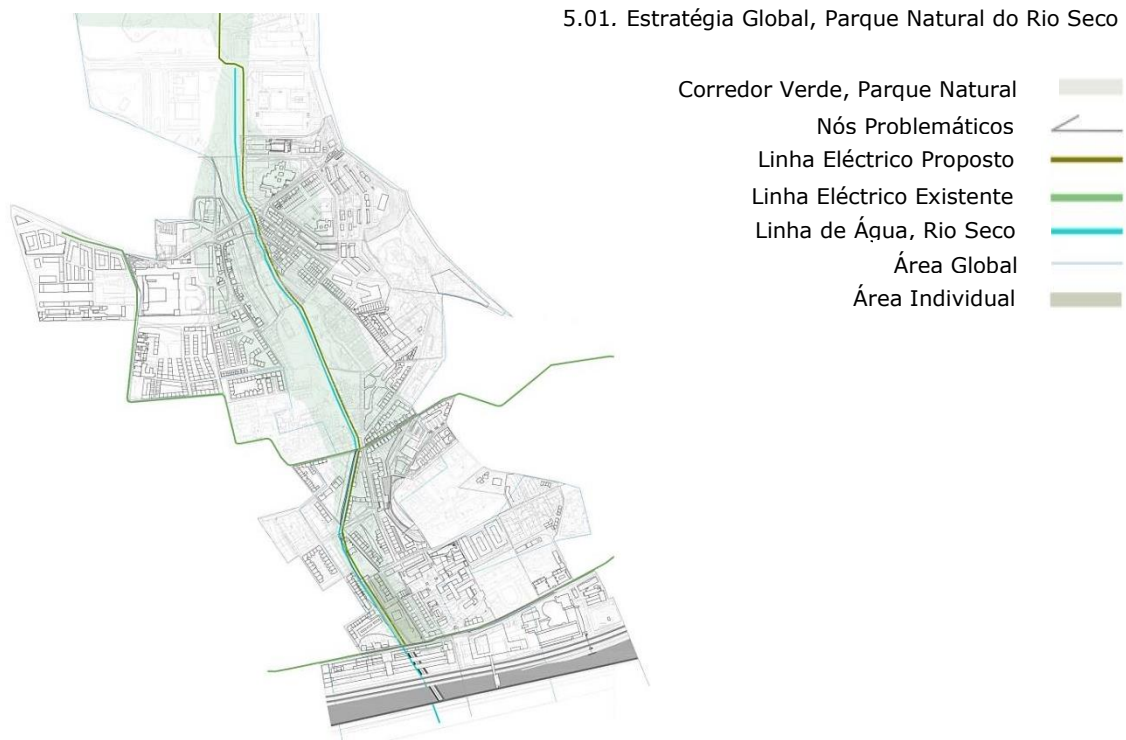 5.01. Estratégia Global, Parque Natural do Rio Seco
Corredor Verde, Parque Natural
Nós Problemáticos
Linha Eléctrico Proposto
Linha Eléctrico Existente
Linha de Água, Rio Seco
Área Global
Área Individual